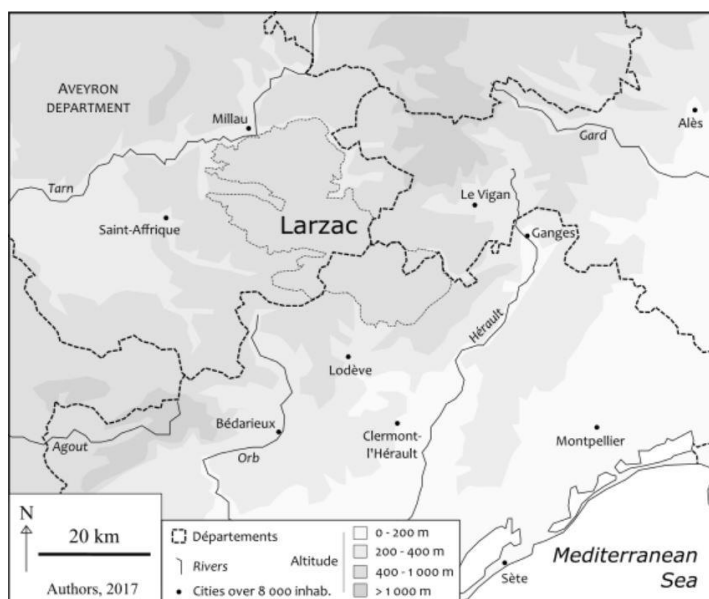 AVEYRON
DEPARTMENT
Millau
Alès
Gard
Tarn
Le Vigan
Saint-Affrique
Larzac
Ganges
Hérault
Lodève
Bédarieux
Clermont-
l'Hérault
Montpellier
Agout
Orb
N
20 km
Authors, 2017
Départements
Rivers
Cities over 8 000 inhab.
Altitude
0 - 200 m
200 - 400 m
400 - 1 000 m
> 1 000 m
Sète
Mediterranean
Sea